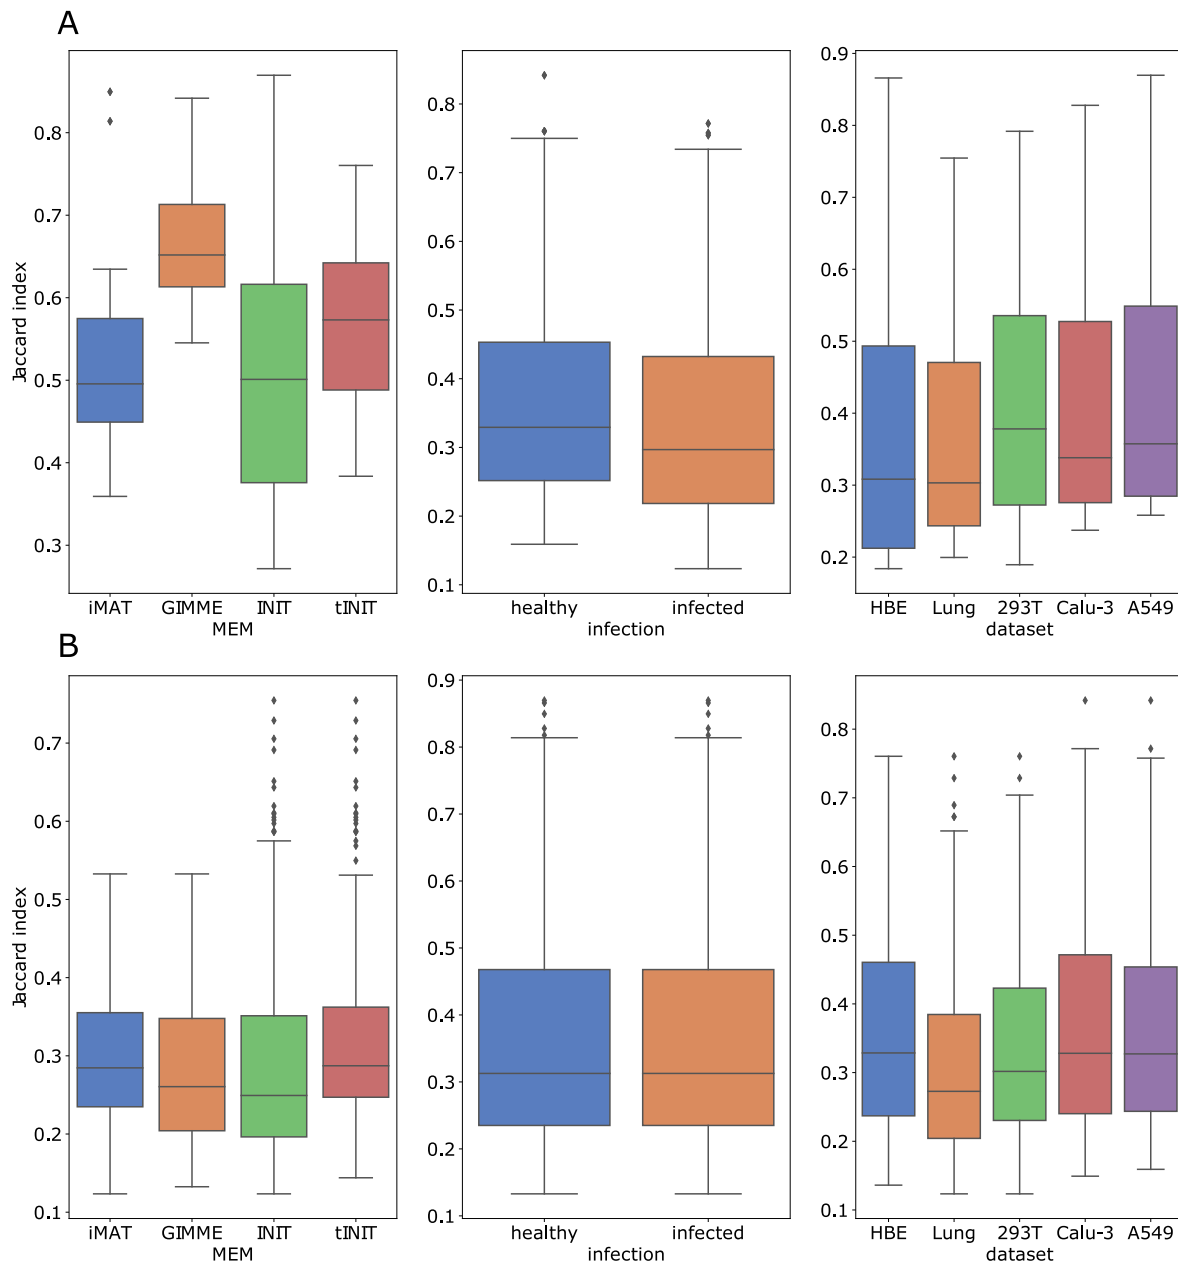 A
Jaccard index
0.8
0.7
0.6
0.5
0.4
0.3
iMAT GIMME INIT tINIT
MEM
0.8
0.7
0.6
0.5
0.4
0.3
0.2
0.1
healthy infected
infection
0.9
0.8
0.7
0.6
0.5
0.4
0.3
0.2
HBE Lung 293T Calu-3 A549
dataset
B
Jaccard index
0.7
0.6
0.5
0.4
0.3
0.2
0.1
iMAT GIMME INIT tINIT
MEM
0.9
0.8
0.7
0.6
0.5
0.4
0.3
0.2
0.1
healthy infected
infection
0.8
0.7
0.6
0.5
0.4
0.3
0.2
0.1
HBE Lung 293T Calu-3 A549
dataset